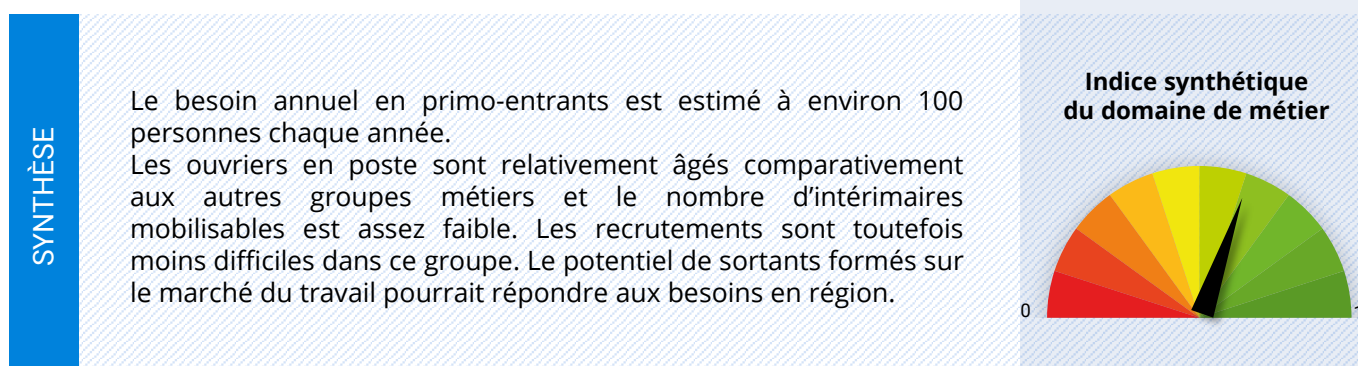 SYNTHÈSE
Le besoin annuel en primo-entrants est estimé à environ 100
personnes chaque année.
Les ouvriers en poste sont relativement âgés comparativement
aux autres groupes métiers et le nombre d’intérimaires
mobilisables est assez faible. Les recrutements sont toutefois
moins difficiles dans ce groupe. Le potentiel de sortants formés sur
le marché du travail pourrait répondre aux besoins en région.
Indice synthétique
du domaine de métier
0